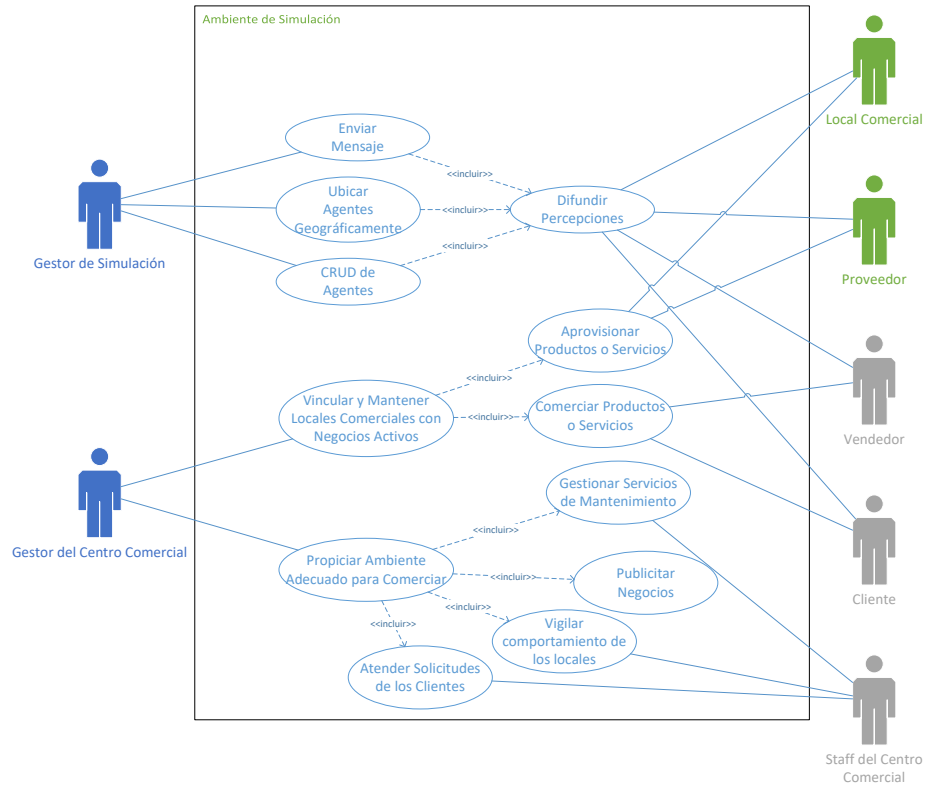 Ambiente de Simulación
Local Comercial
Enviar
Mensaje
<<incluir>>
Ubicar
Agentes
Geográficamente
<<incluir>>
Difundir
Percepciones
Gestor de Simulación
<<incluir>>
CRUD de
Agentes
Proveedor
Aprovisionar
Productos o Servicios
<<incluir>>
Vincular y Mantener
Locales Comerciales con
Negocios Activos
<<incluir>>
Comerciar Productos
o Servicios
Vendedor
Gestor del Centro Comercial
Gestionar Servicios
de Mantenimiento
<<incluir>>
Propiciar Ambiente
Adecuado para Comerciar
<<incluir>>
Publicitar
Negocios
Cliente
<<incluir>>
<<incluir>>
Vigilar
comportamiento de
los locales
Atender Solicitudes
de los Clientes
Staff del Centro
Comercial